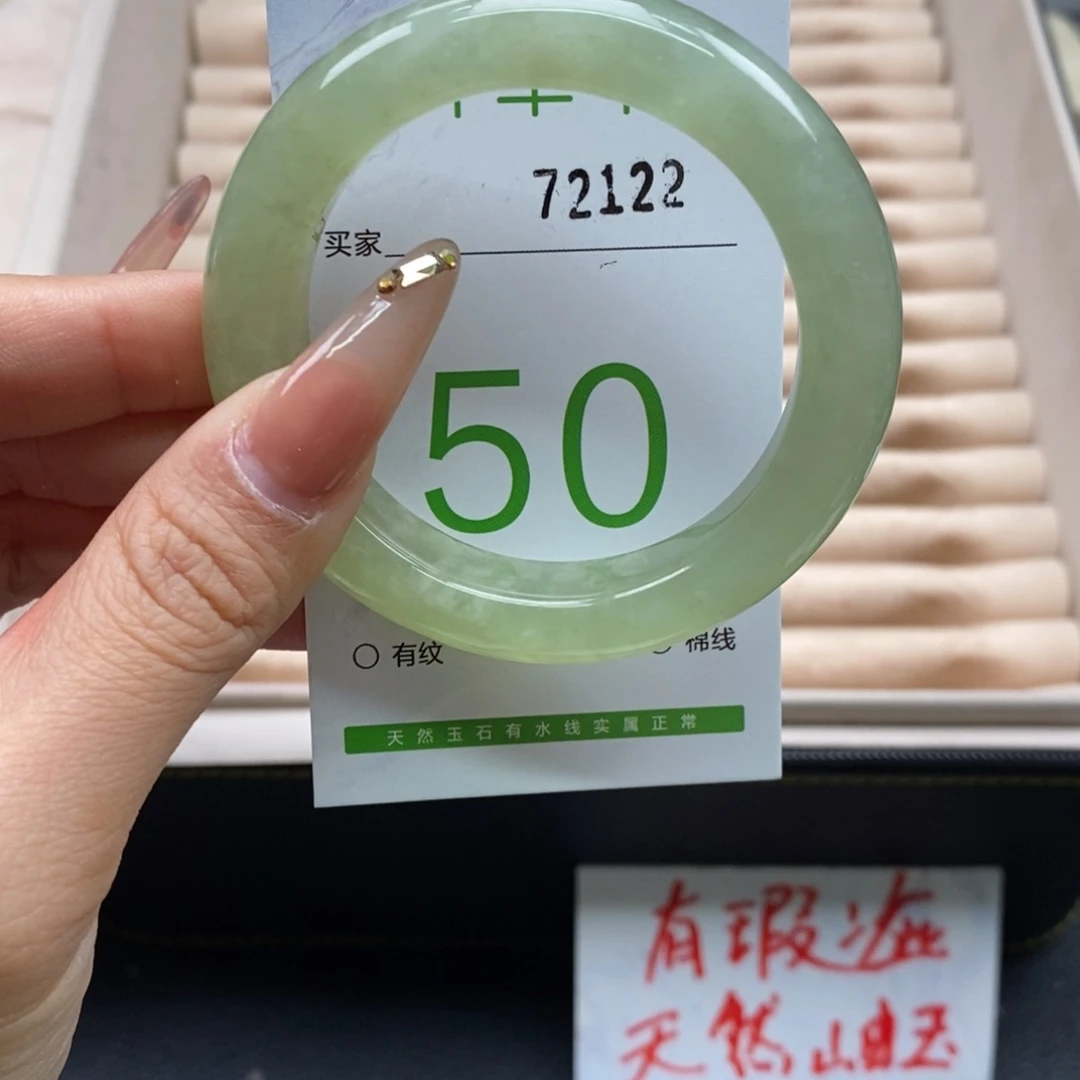 72122
买家
50
有纹 棉线
天然玉石有水线实属正常
有瑕疵
天然岫玉